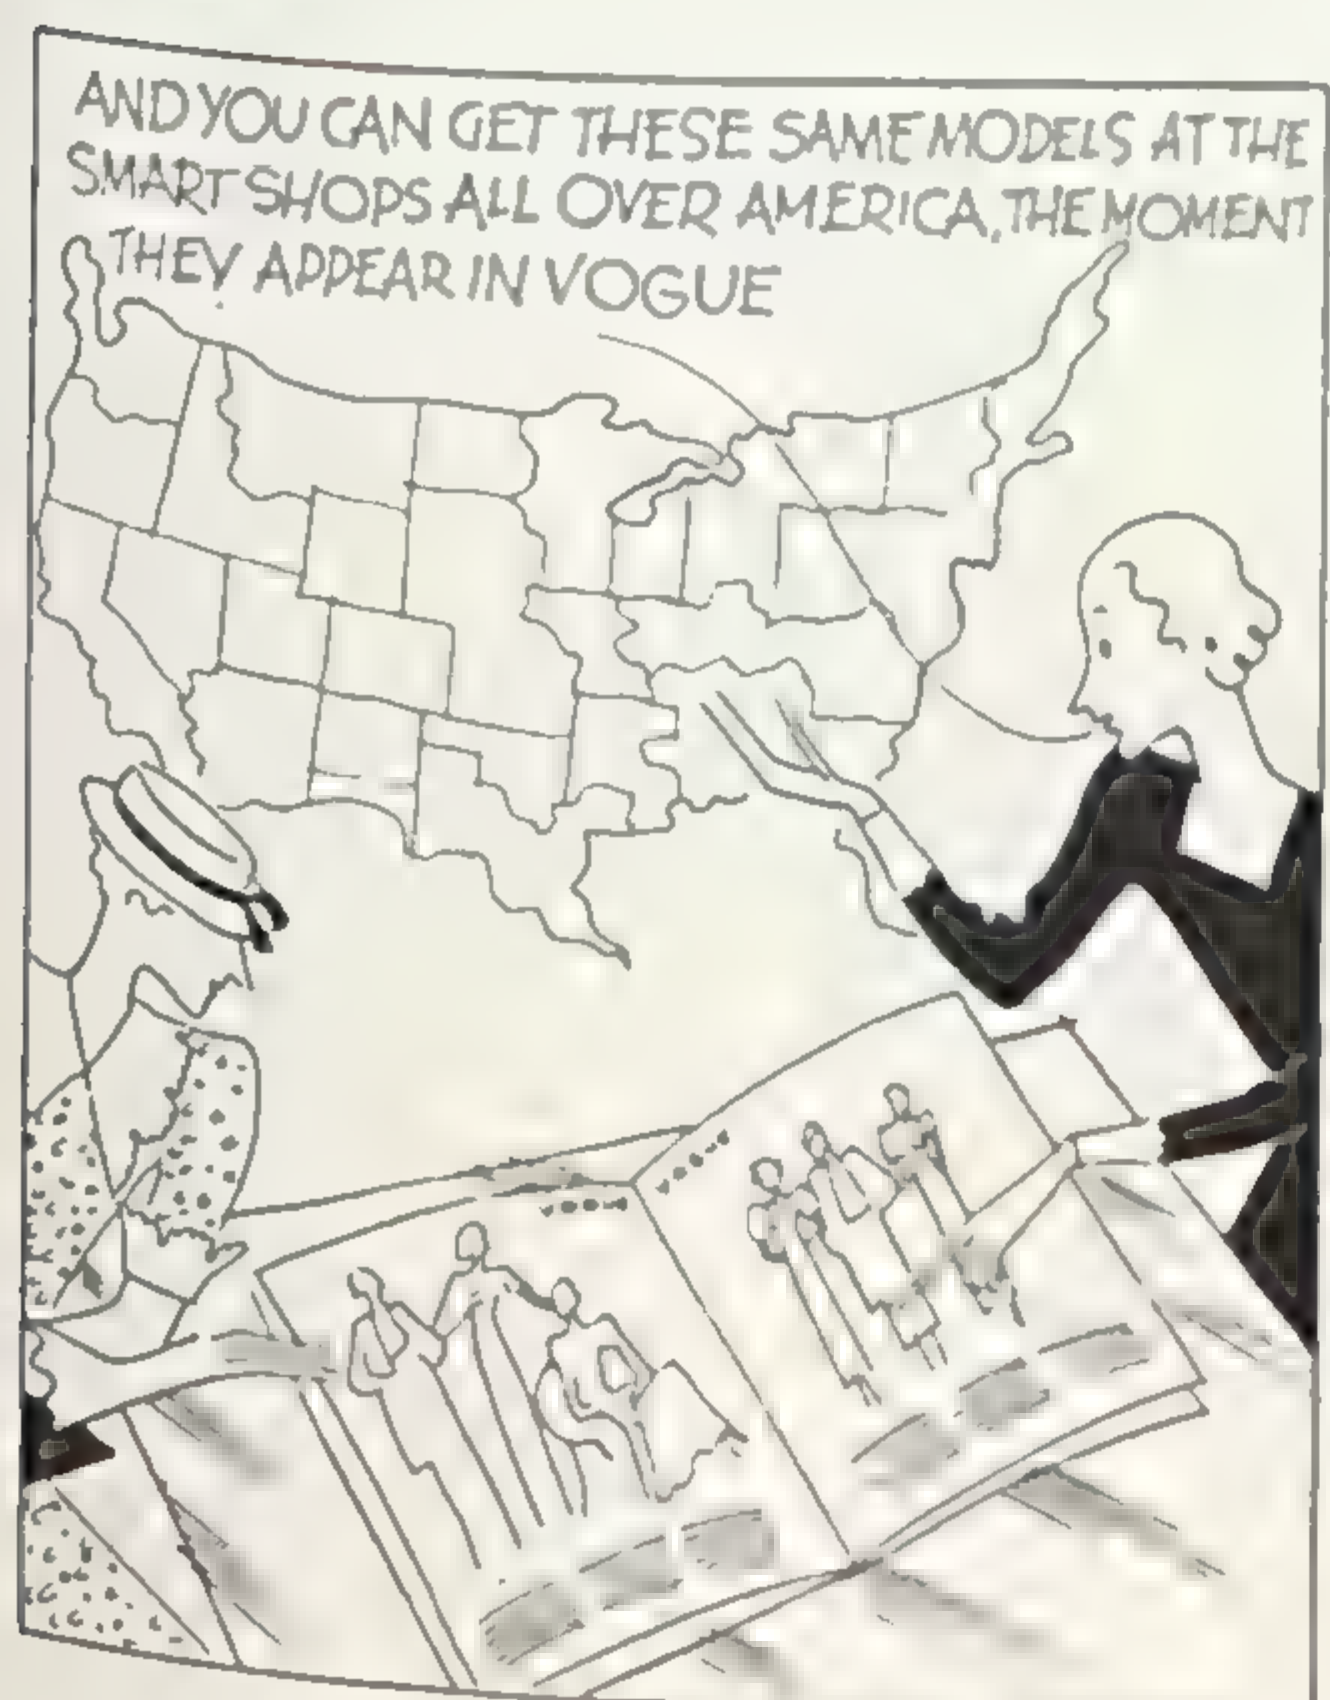 AND YOU CAN GET THESE SAME MODELS AT THE
SMART SHOPS ALL OVER AMERICA, THE MOMENT
THEY APPEAR IN VOGUE